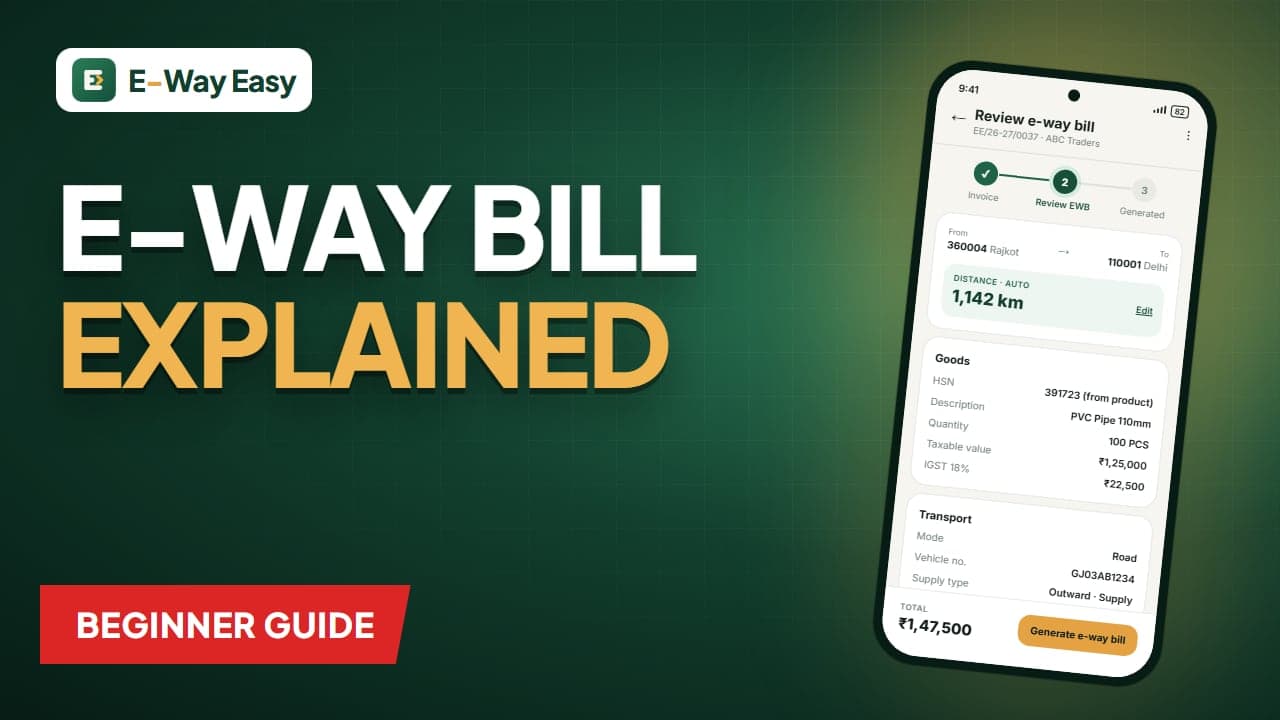 E-Way Easy
E-WAY BILL
EXPLAINED
BEGINNER GUIDE
9:41
82
← Review e-way bill
EE/26-27/0037 · ABC Traders
✓ 2 3
Invoice Review EWB Generated
From To
360004 Rajkot → 110001 Delhi
DISTANCE · AUTO
1,142 km Edit
Goods
HSN 391723 (from product)
Description PVC Pipe 110mm
Quantity 100 PCS
Taxable value ₹1,25,000
IGST 18% ₹22,500
Transport
Mode Road
Vehicle no. GJ03AB1234
Supply type Outward · Supply
TOTAL
₹1,47,500 Generate e-way bill